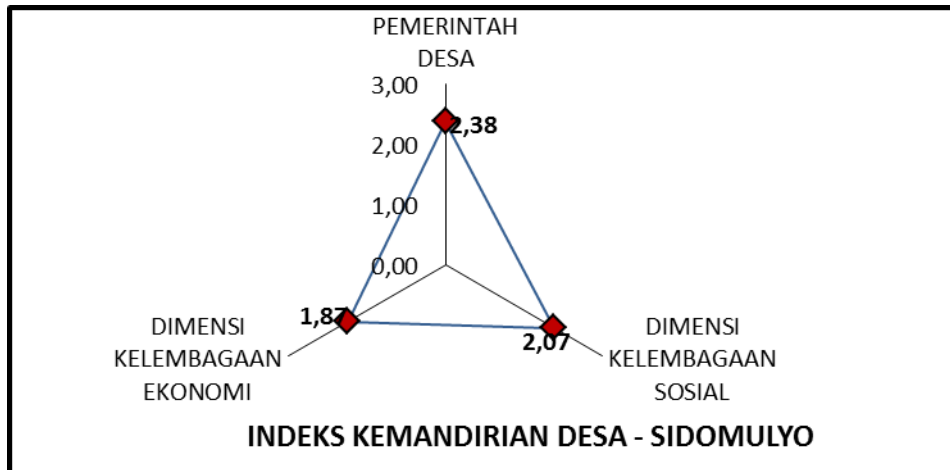 PEMERINTAH
DESA
3,00
2,38
2,00
1,00
0,00
1,87
2,07
DIMENSI
KELEMBAGAAN
EKONOMI
DIMENSI
KELEMBAGAAN
SOSIAL
INDEKS KEMANDIRIAN DESA - SIDOMULYO